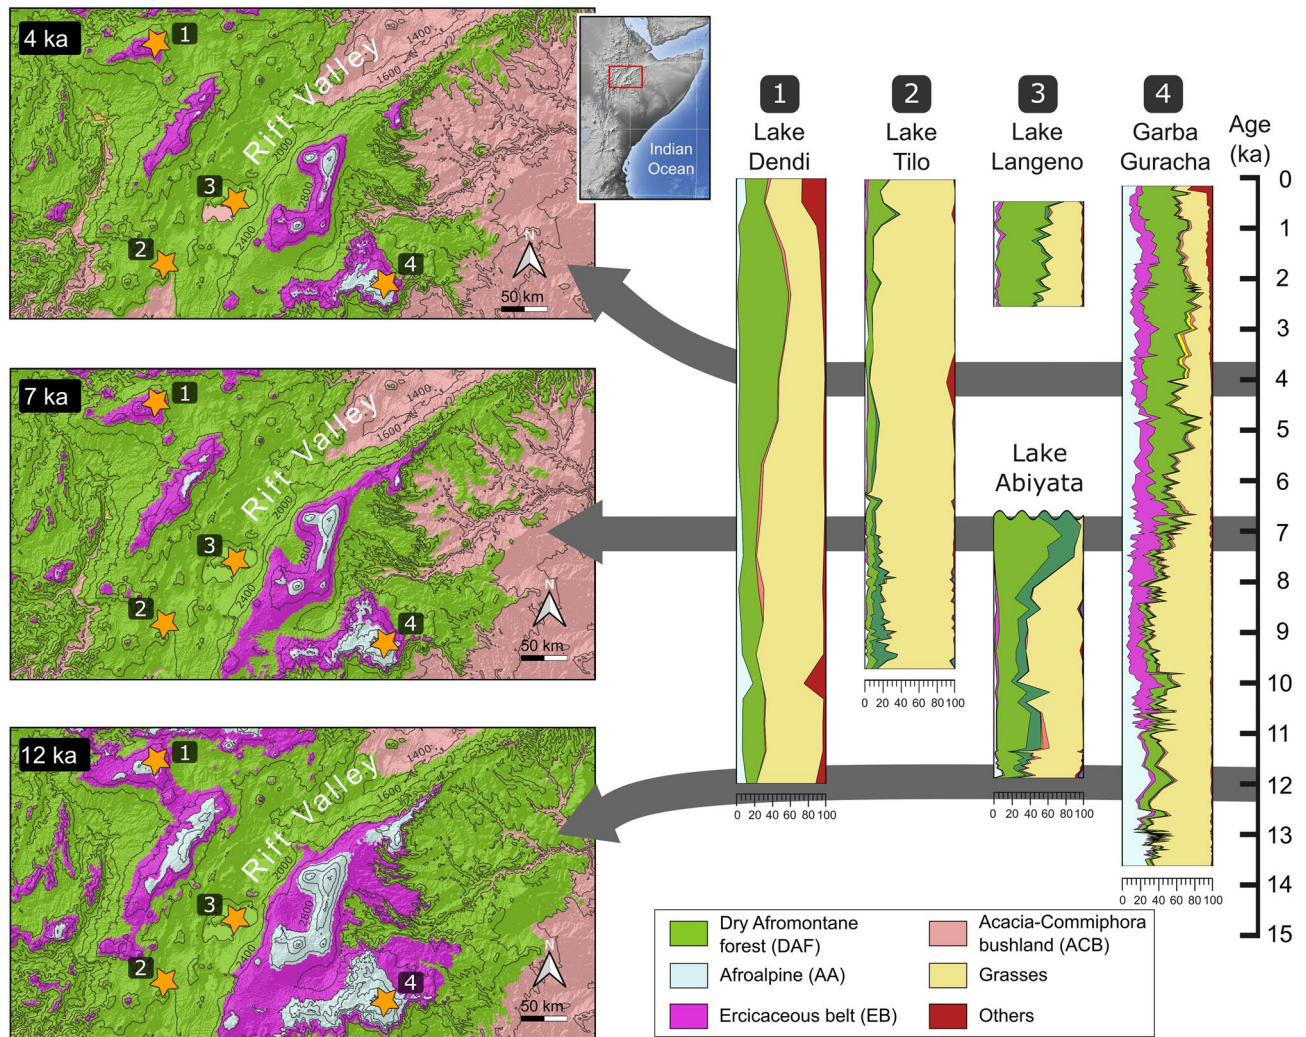 4 ka
1
Rift Valley
1400
1600
2000
2800
2400
3
2
4
N
50 km
Indian
Ocean
7 ka
1
Rift Valley
1400
1600
2000
2400
3
2
4
N
50 km
12 ka
1
Rift Valley
1400
1600
2000
2800
2400
3
2
4
N
50 km
1
Lake
Dendi
2
Lake
Tilo
3
Lake
Langeno
4
Garba
Guracha
Age
(ka)
0
1
2
3
4
5
6
7
8
9
10
11
12
13
14
15
Lake
Abiyata
0 20 40 60 80 100
0 20 40 60 80 100
0 20 40 60 80 100
0 20 40 60 80 100
Dry Afromontane
forest (DAF)
Afroalpine (AA)
Ercicaceous belt (EB)
Acacia-Commiphora
bushland (ACB)
Grasses
Others